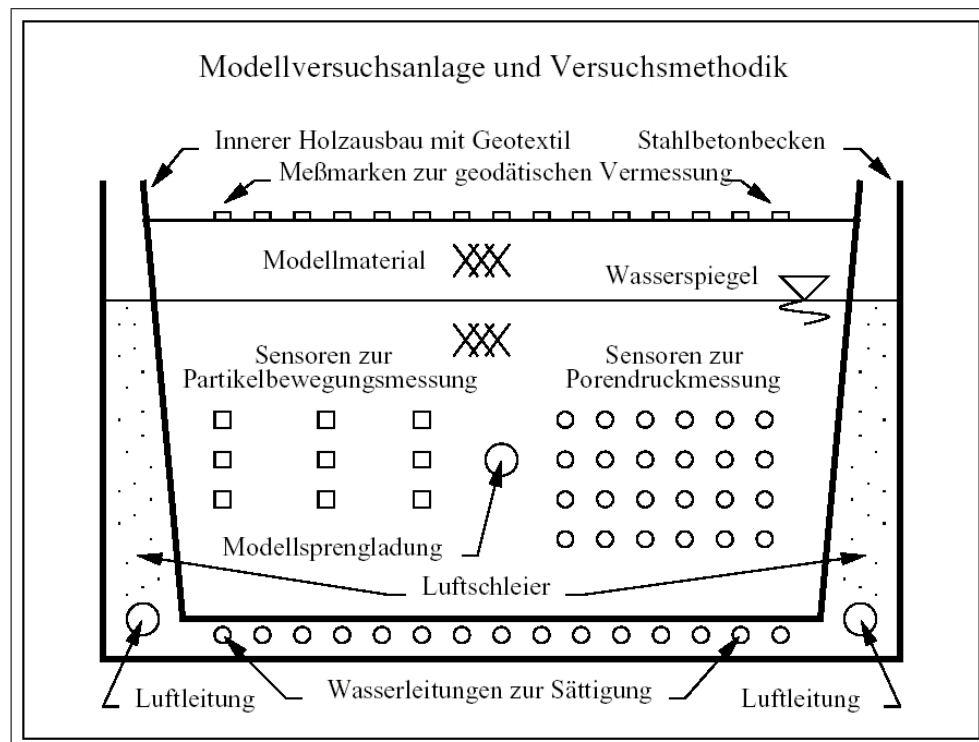 Modellversuchsanlage und Versuchsmethodik
Innerer Holzausbau mit Geotextil
Stahlbetonbecken
Meßmarken zur geodätischen Vermessung
Modellmaterial
Wasserspiegel
Sensoren zur
Partikelbewegungsmessung
Sensoren zur
Porendruckmessung
Modellsprengladung
Luftschleier
Luftleitung
Wasserleitungen zur Sättigung
Luftleitung